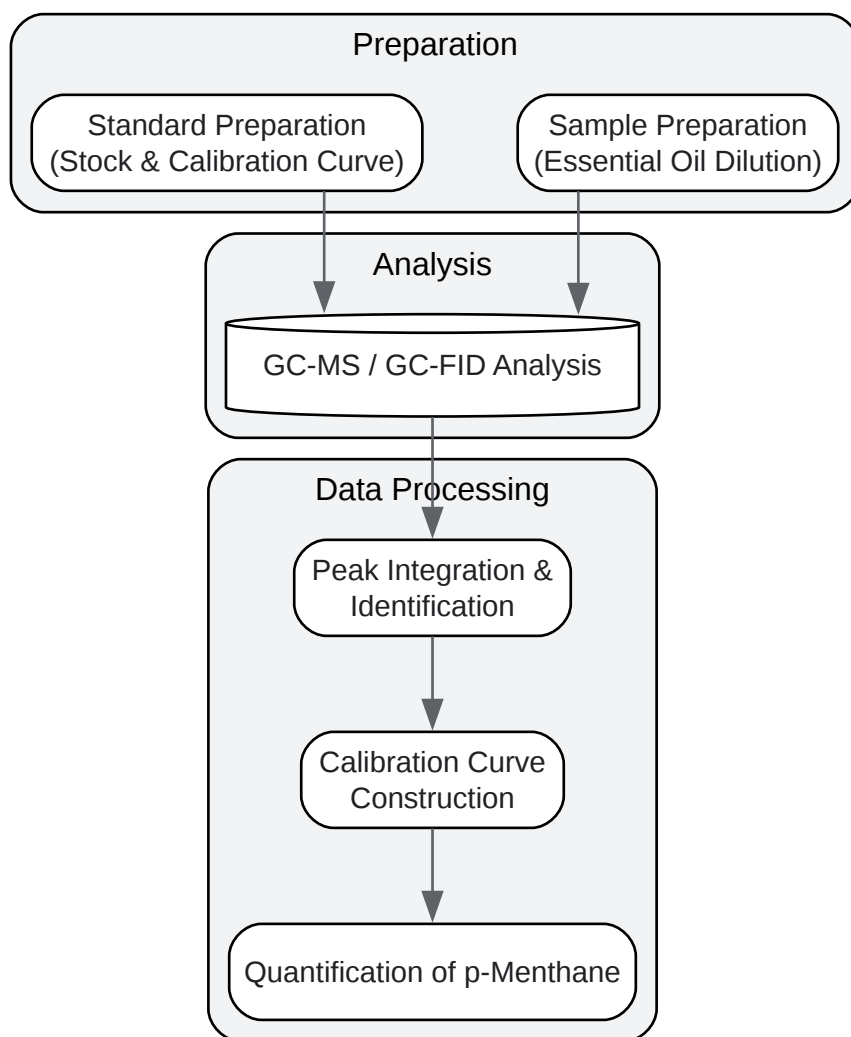 Preparation
Standard Preparation
(Stock & Calibration Curve)
Sample Preparation
(Essential Oil Dilution)
Analysis
GC-MS / GC-FID Analysis
Data Processing
Peak Integration &
Identification
Calibration Curve
Construction
Quantification of p-Menthane